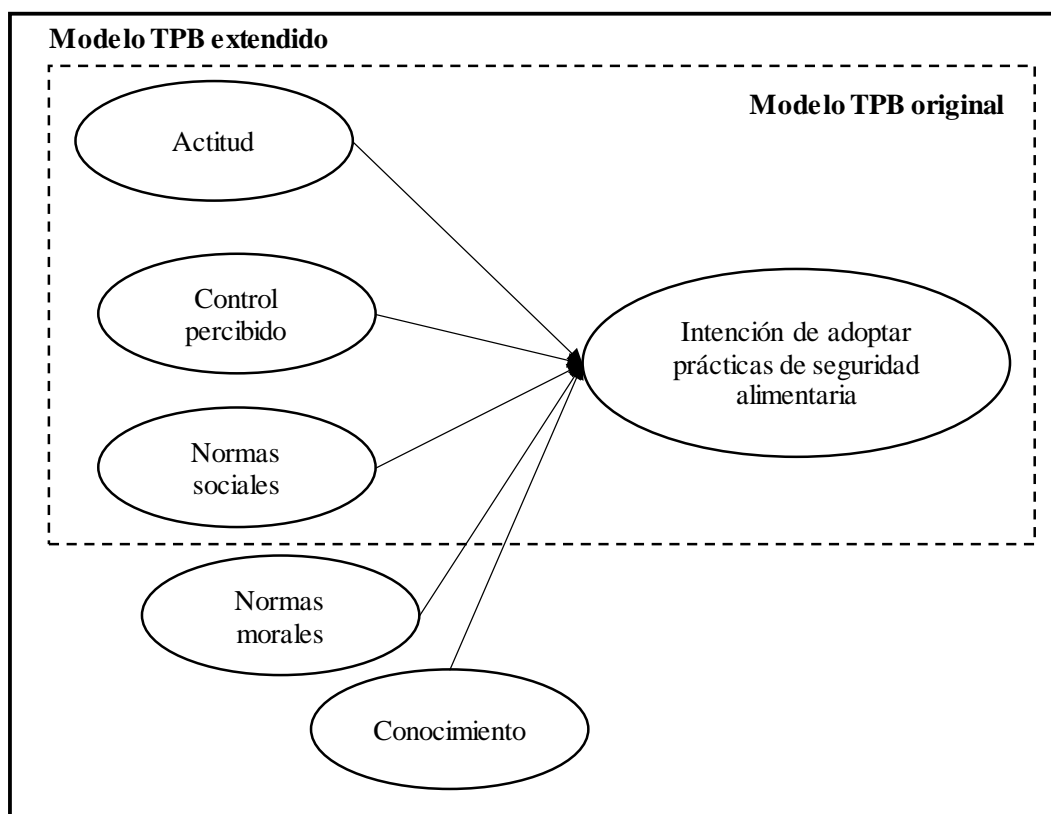 Modelo TPB extendido
Modelo TPB original
Actitud
Control
percibido
Intención de adoptar
prácticas de seguridad
alimentaria
Normas
sociales
Normas
morales
Conocimiento